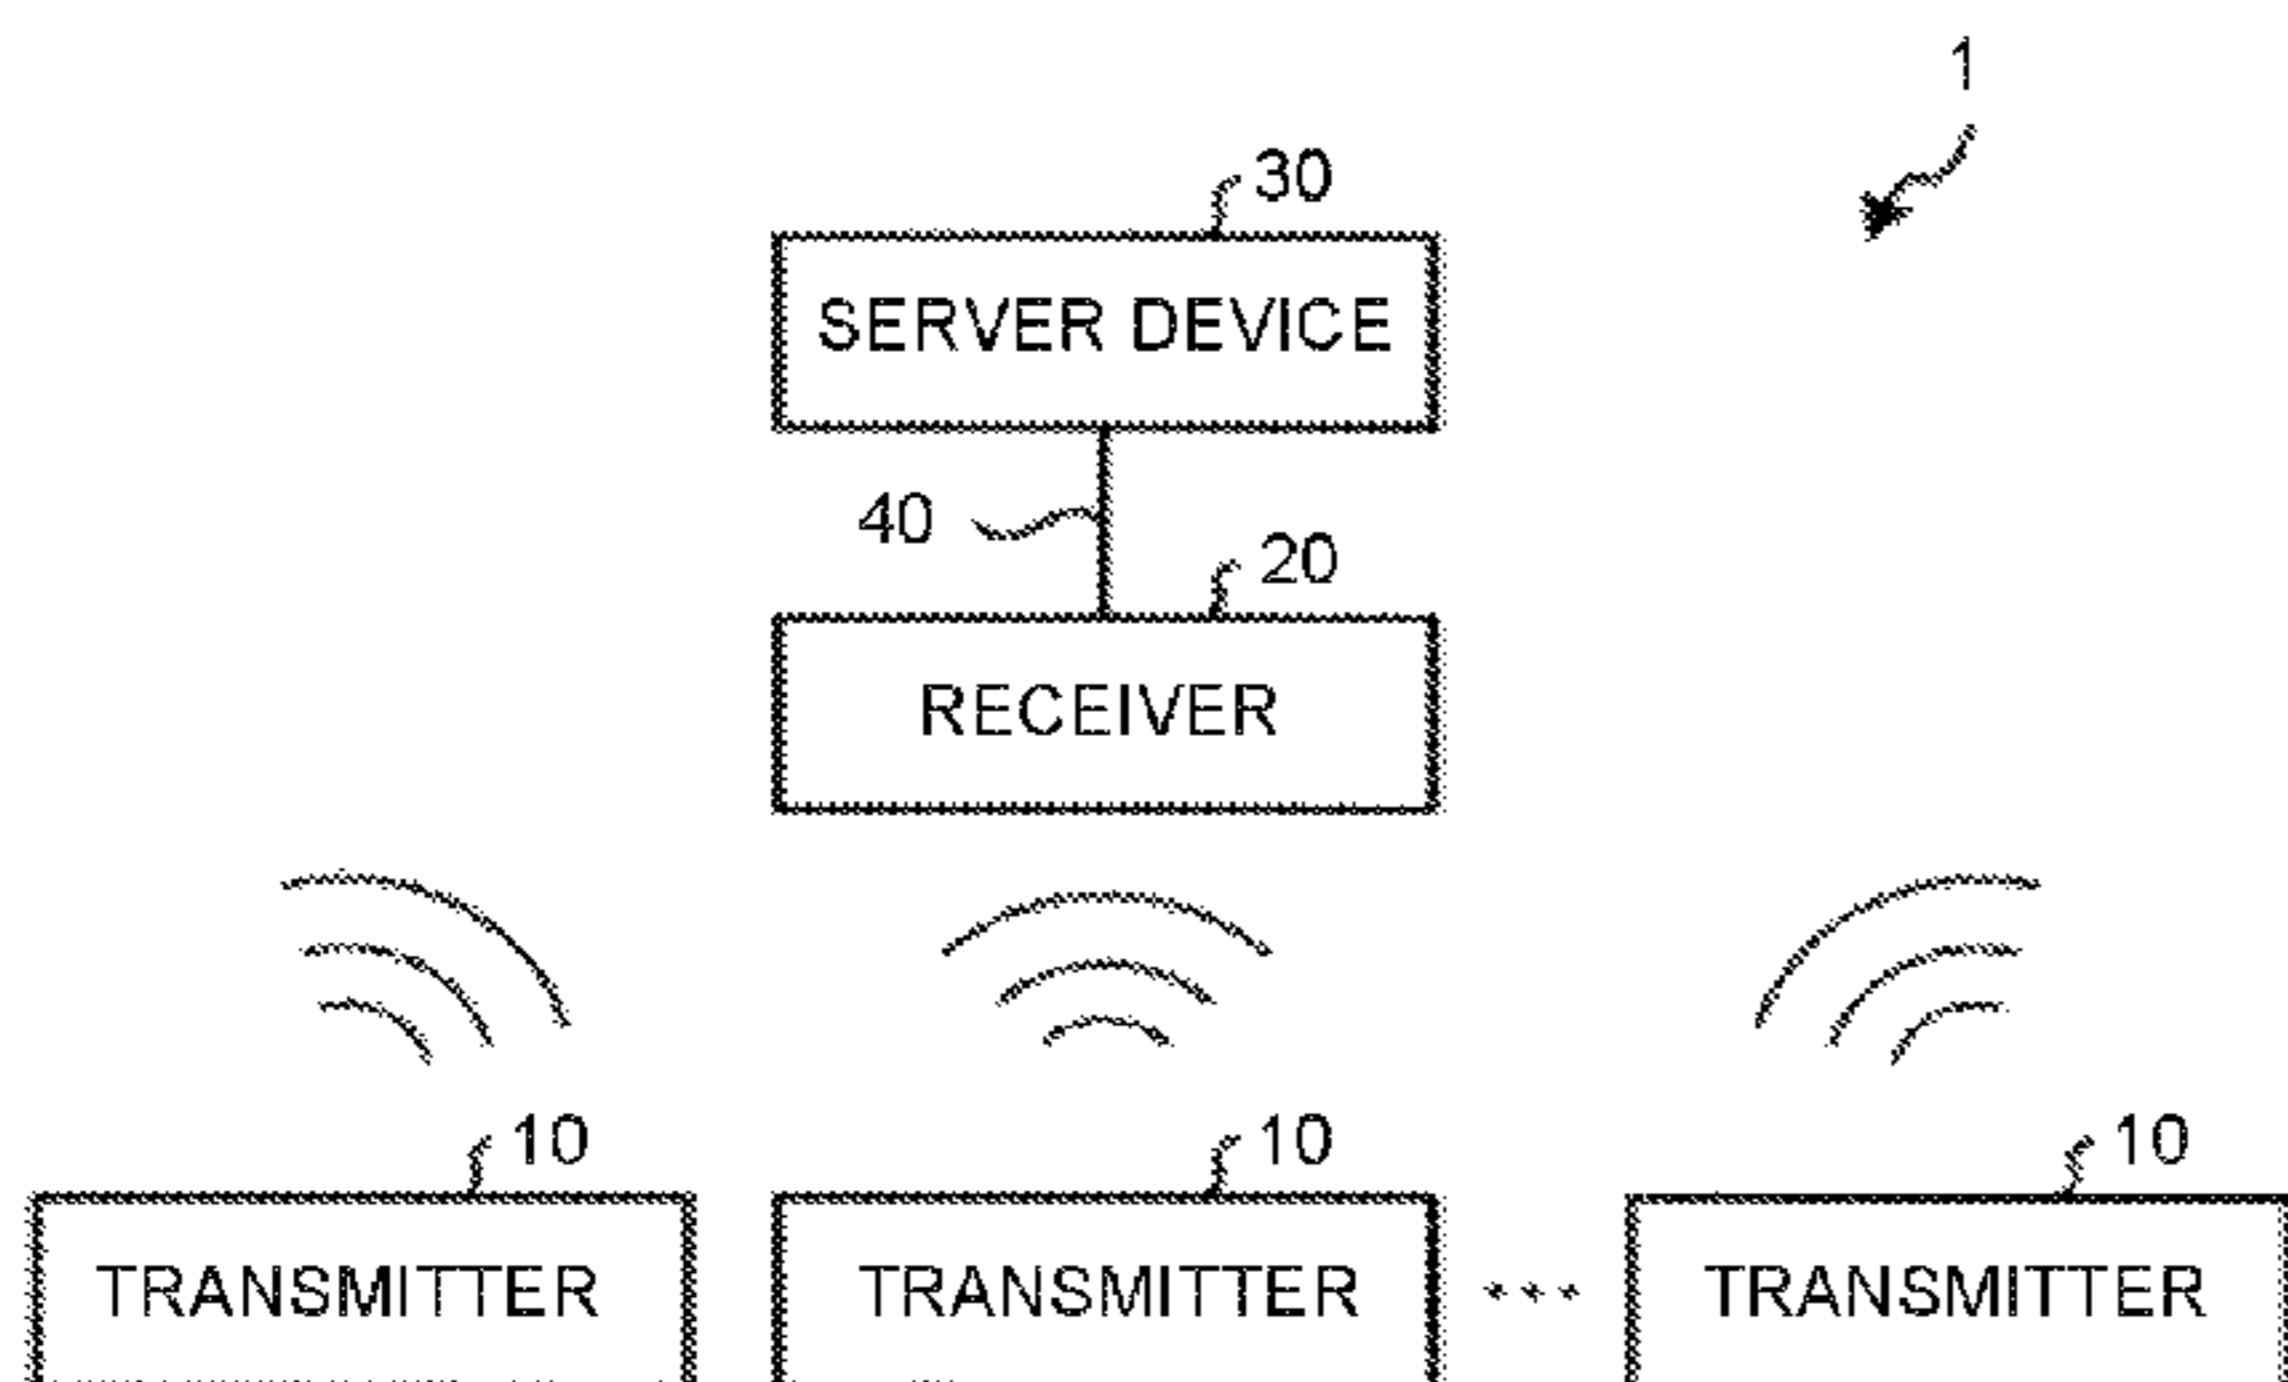 1
30
SERVER DEVICE
40
20
RECEIVER
10 10 10
TRANSMITTER TRANSMITTER ... TRANSMITTER